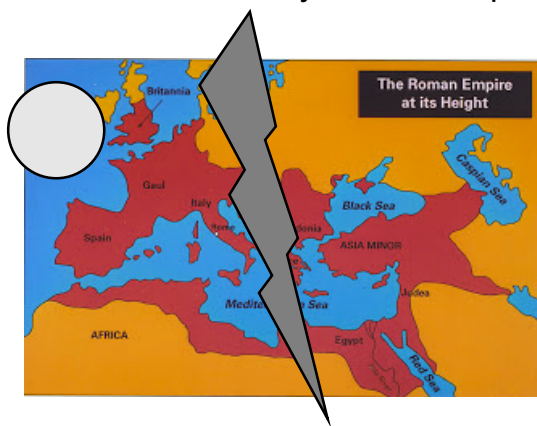 The Roman Empire
at its Height
Britannia
Caspian Sea
Gaul
Italy
Black Sea
Rome
Spain
ASIA MINOR
Judea
Sea
AFRICA
Egypt
Red Sea